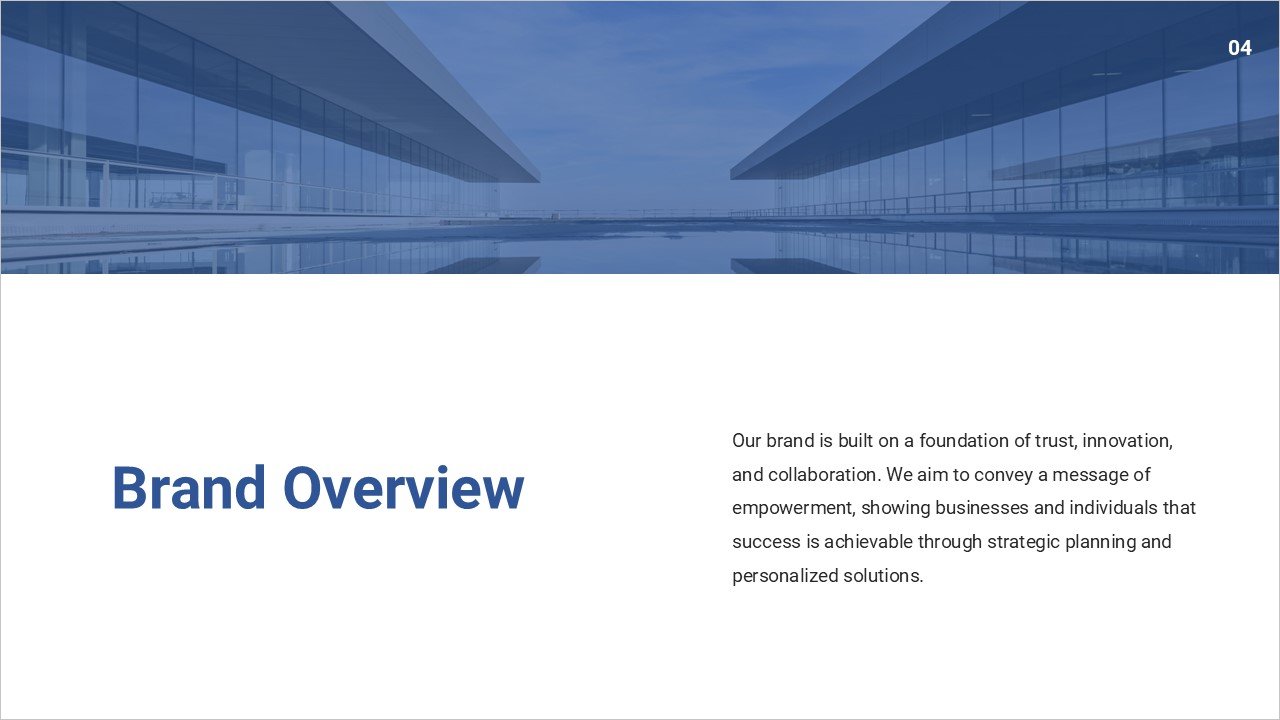 04
Brand Overview
Our brand is built on a foundation of trust, innovation,
and collaboration. We aim to convey a message of
empowerment, showing businesses and individuals that
success is achievable through strategic planning and
personalized solutions.